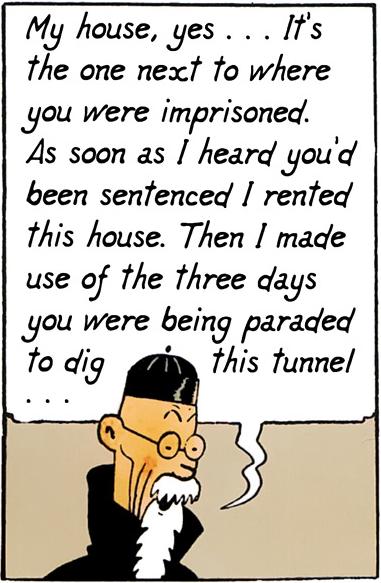 My house, yes . . . It's
the one next to where
you were imprisoned.
As soon as I heard you'd
been sentenced I rented
this house. Then I made
use of the three days
you were being paraded
to dig this tunnel
. . .